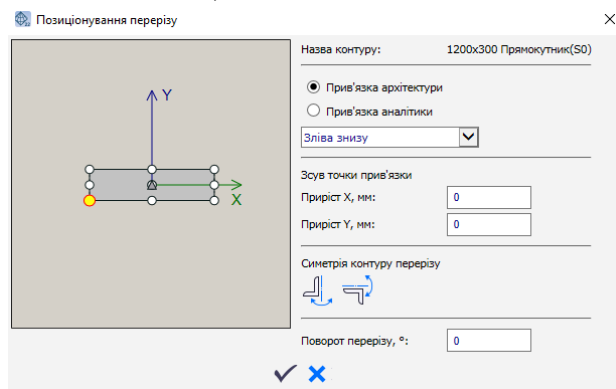 Позиціонування перерізу
Назва контуру: 1200x300 Прямокутник(S0)
Прив'язка архітектури
Прив'язка аналітики
Зліва знизу
Зсув точки прив'язки
Приріст X, мм: 0
Приріст Y, мм: 0
Симетрія контуру перерізу
Поворот перерізу, °: 0
Y
X